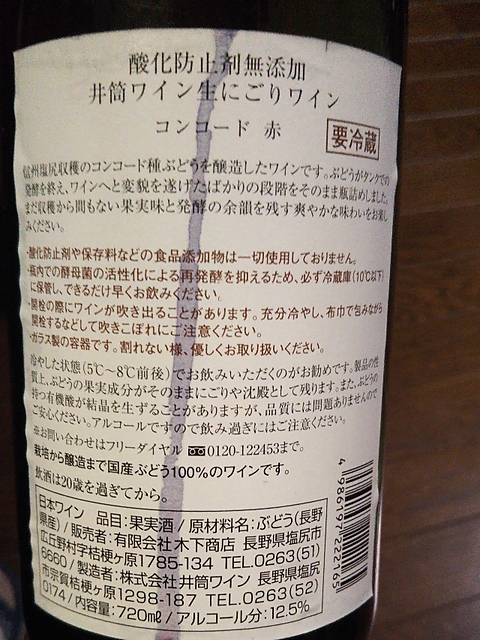 酸化防止剤無添加
井筒ワイン生にごりワイン
コンコード 赤
要冷蔵
信州塩尻収穫のコンコード種ぶどうを醸造したワインです。ぶどうがタンクでの
発酵を終え、ワインへと変貌を遂げたばかりの段階をそのまま瓶詰めしました。
まだ収穫から間もない果実味と発酵の余韻を残す爽やかな味わいをお楽し
みください。
・酸化防止剤や保存料などの食品添加物は一切使用しておりません。
・瓶内での酵母菌の活性化による再発酵を抑えるため、必ず冷蔵庫(10℃以下)
に保管し、できるだけ早くお飲みください。
・開栓の際にワインが吹き出ることがあります。充分冷やし、布巾で包みながら
開栓するなどして吹きこぼれにご注意ください。
・ガラス製の容器です。割れない様、優しくお取り扱いください。
冷やした状態(5℃〜8℃前後)でお飲みいただくのがお勧めです。製品の性
質上、ぶどうの果実成分がそのままにごりや沈殿として残ります。また、ぶどうの
持つ有機酸が結晶を生ずることがありますが、品質には問題ありませんので
ご安心ください。アルコールですので飲み過ぎにはご注意ください。
※お問い合わせはフリーダイヤル 0120-122453まで。
栽培から醸造まで国産ぶどう100%のワインです。
飲酒は20歳を過ぎてから。
日本ワイン 品目:果実酒/原材料名:ぶどう(長野
県産)/販売者:有限会社木下商店 長野県塩尻市
広丘野村字桔梗ヶ原1785-134 TEL.0263(51)
6660/製造者:株式会社井筒ワイン 長野県塩尻
市宗賀桔梗ヶ原1298-187 TEL.0263(52)
0174/内容量:720mℓ/アルコール分:12.5%
4986197222165